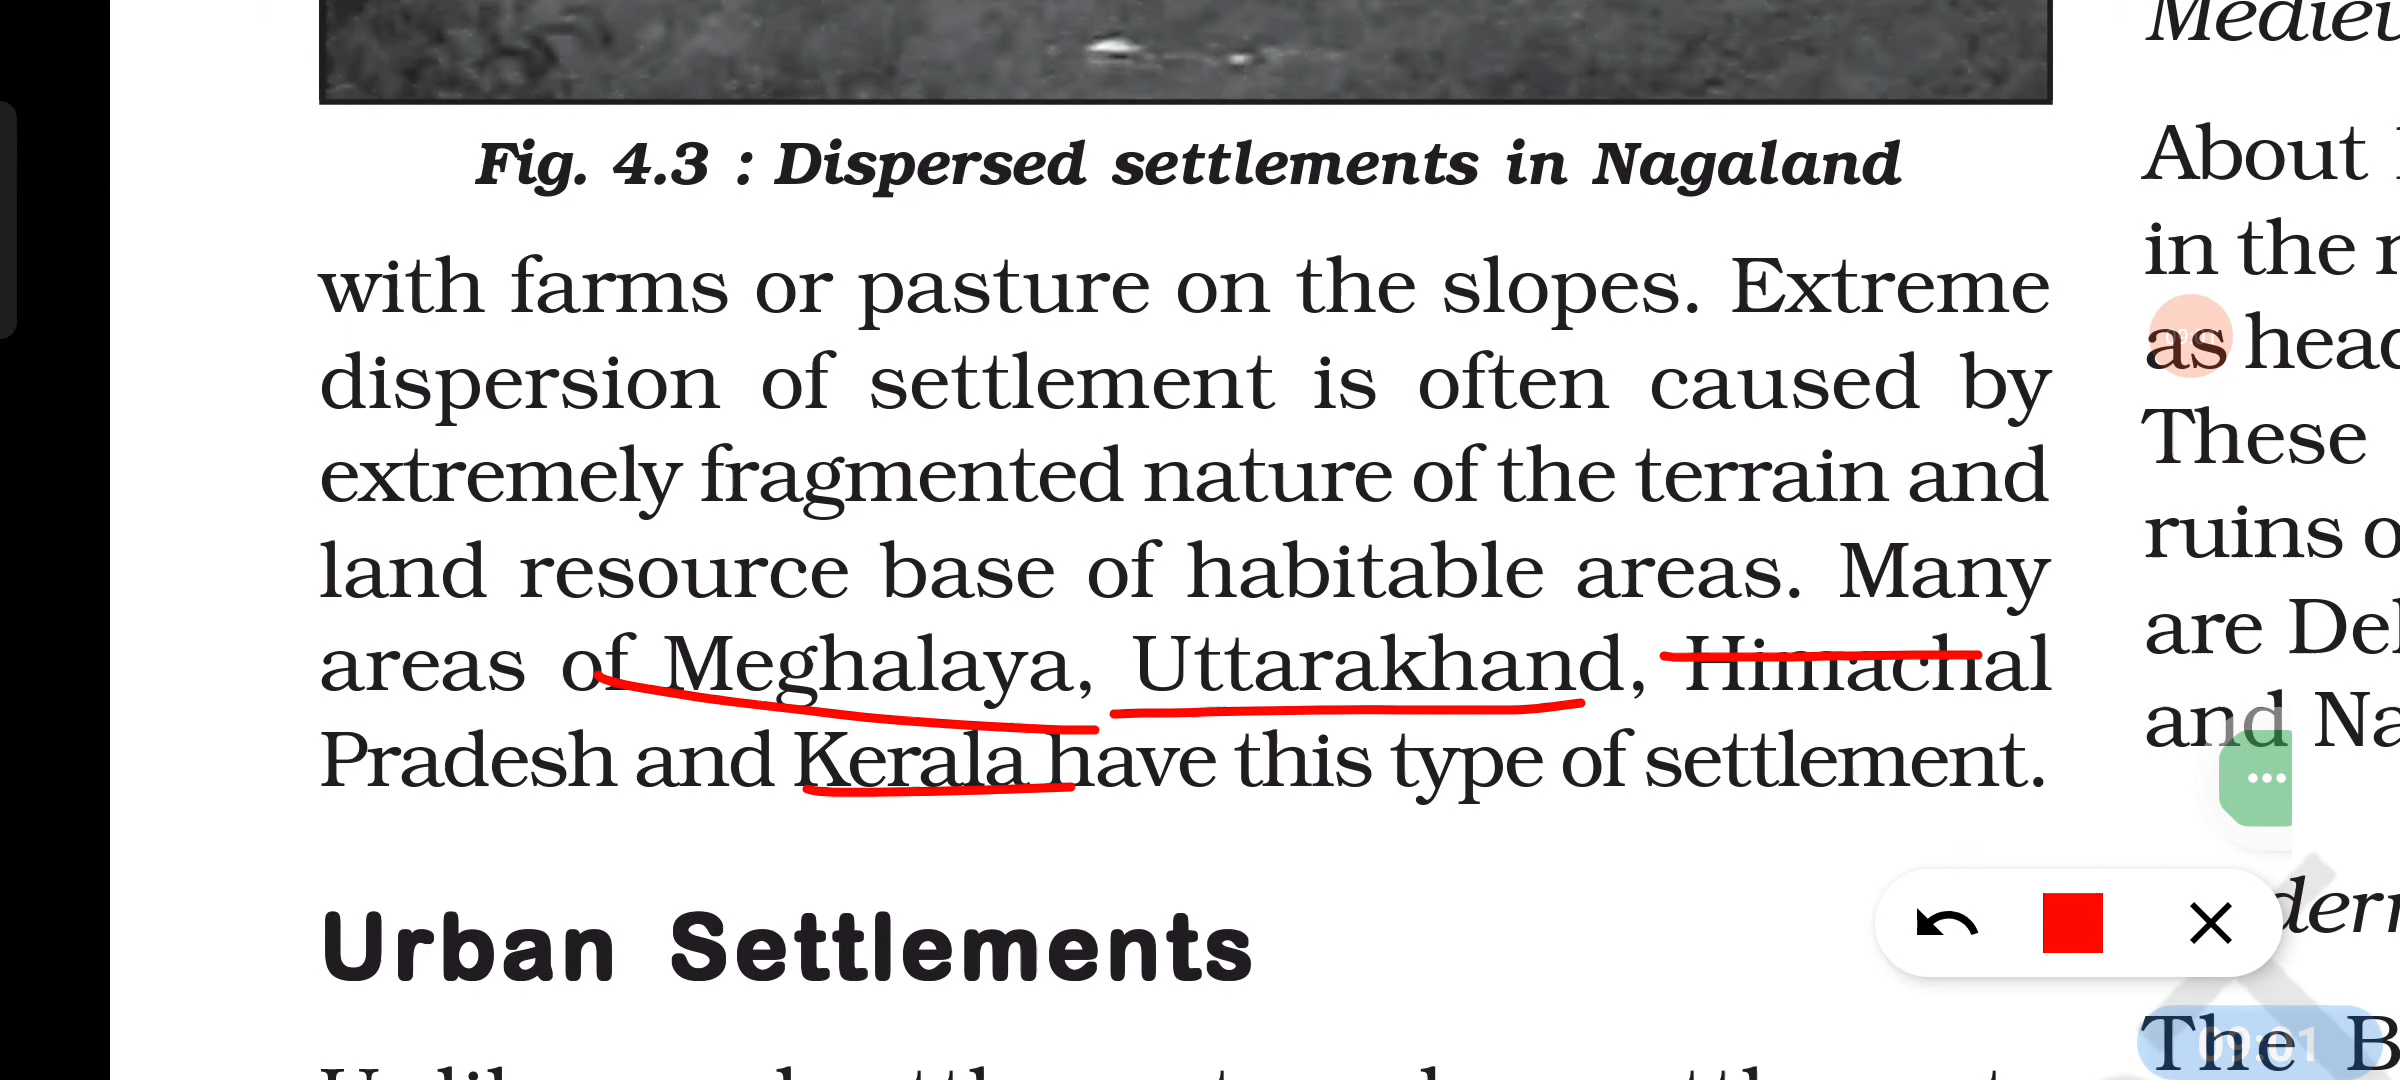 Fig. 4.3 : Dispersed settlements in Nagaland
with farms or pasture on the slopes. Extreme
dispersion of settlement is often caused by
extremely fragmented nature of the terrain and
land resource base of habitable areas. Many
areas of Meghalaya, Uttarakhand, Himachal
Pradesh and Kerala have this type of settlement.
Urban Settlements
About
in the
as
These
ruins
are
and
The
09:01